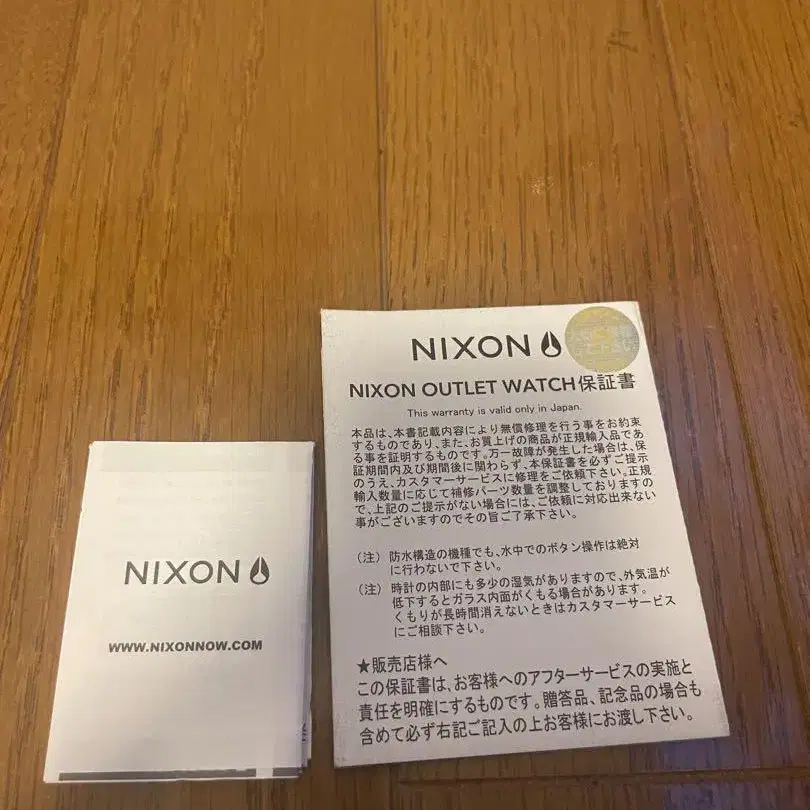 NIXON
WWW.NIXONNOW.COM
NIXON
NIXON OUTLET WATCH保証書
This warranty is valid only in Japan.
本品は、本書記載内容により無償修理を行う事をお約束
するものであり、また、お買上げの商品が正規輸入品であ
る事を証明するものです。万一故障が発生した場合は、保
証期間内及び期間後に関わらず、本保証書を必ずご提示
のうえ、カスタマーサービスに修理をご依頼下さい。正規
輸入数量に応じて補修パーツ数量を調整しておりますの
で、上記のご提示がない場合には、ご依頼に対応出来ない
事がございますのでその旨ご了承下さい。
（注） 防水構造の機種でも、水中でのボタン操作は絶対
に行わないで下さい。
（注） 時計の内部にも多少の湿気がありますので、外気温が
低下するとガラス内面がくもる場合があります。
くもりが長時間消えないときはカスタマーサービス
にご相談下さい。
★販売店様へ
この保証書は、お客様へのアフターサービスの実施と
責任を明確にするものです。贈答品、記念品の場合も
含めて必ず右記ご記入の上お客様にお渡し下さい。